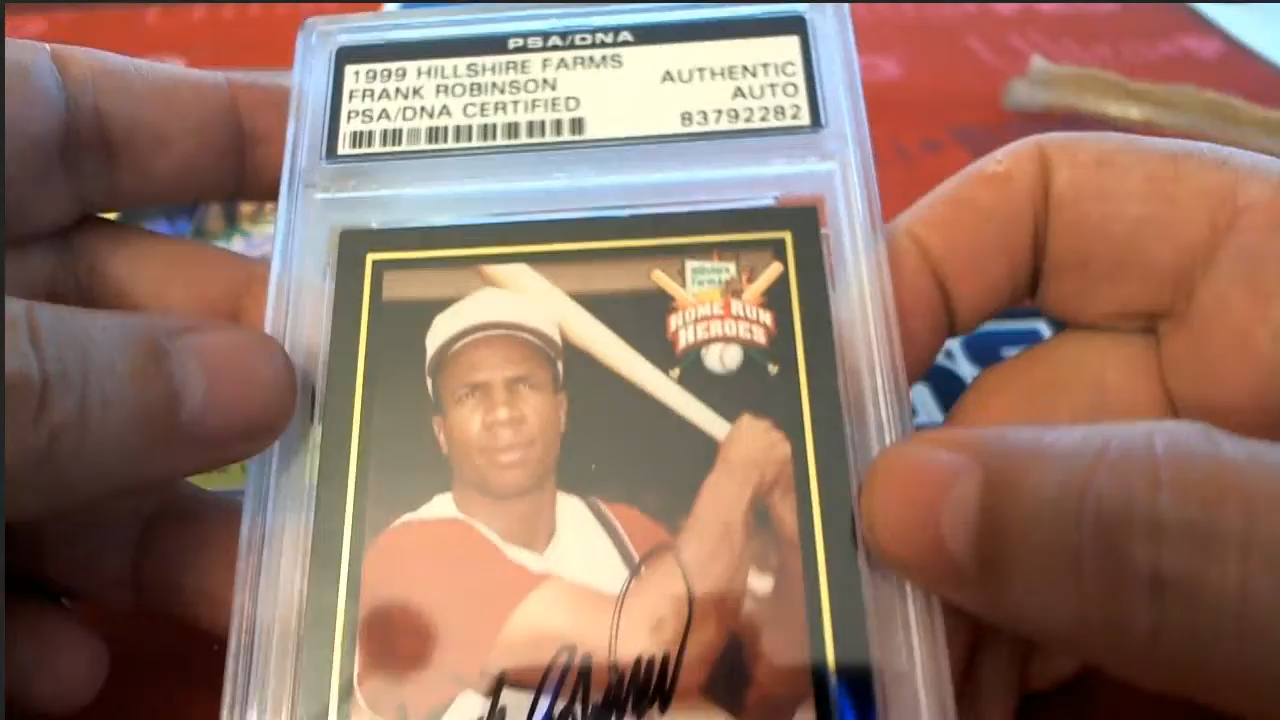 PSA/DNA
1999 HILLSHIRE FARMS
FRANK ROBINSON
PSA/DNA CERTIFIED
AUTHENTIC
AUTO
83792282
HOME RUN
HEROES